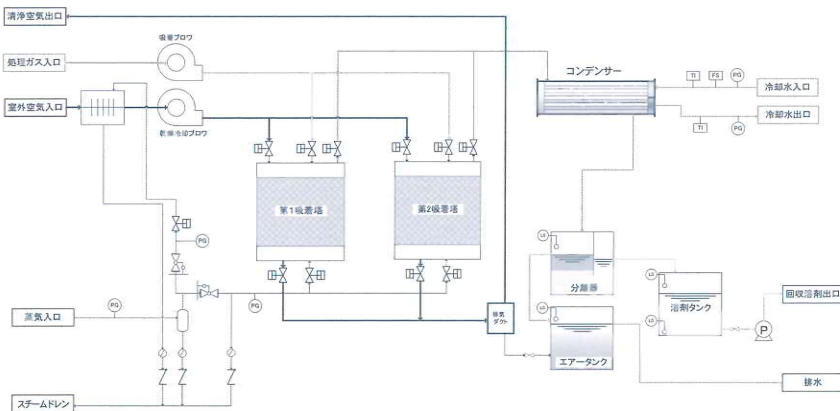 清浄空気出口
吸着ブロワ
処理ガス入口
コンデンサー
TI
FS
PG
冷却水入口
室外空気入口
乾燥冷却ブロワ
TI
PG
冷却水出口
第1吸着塔
第2吸着塔
PG
LS
分離器
LS
溶剤タンク
回収溶剤出口
蒸気入口
PG
PG
排気
ダクト
LS
LS
P
エアータンク
排水
スチームドレン